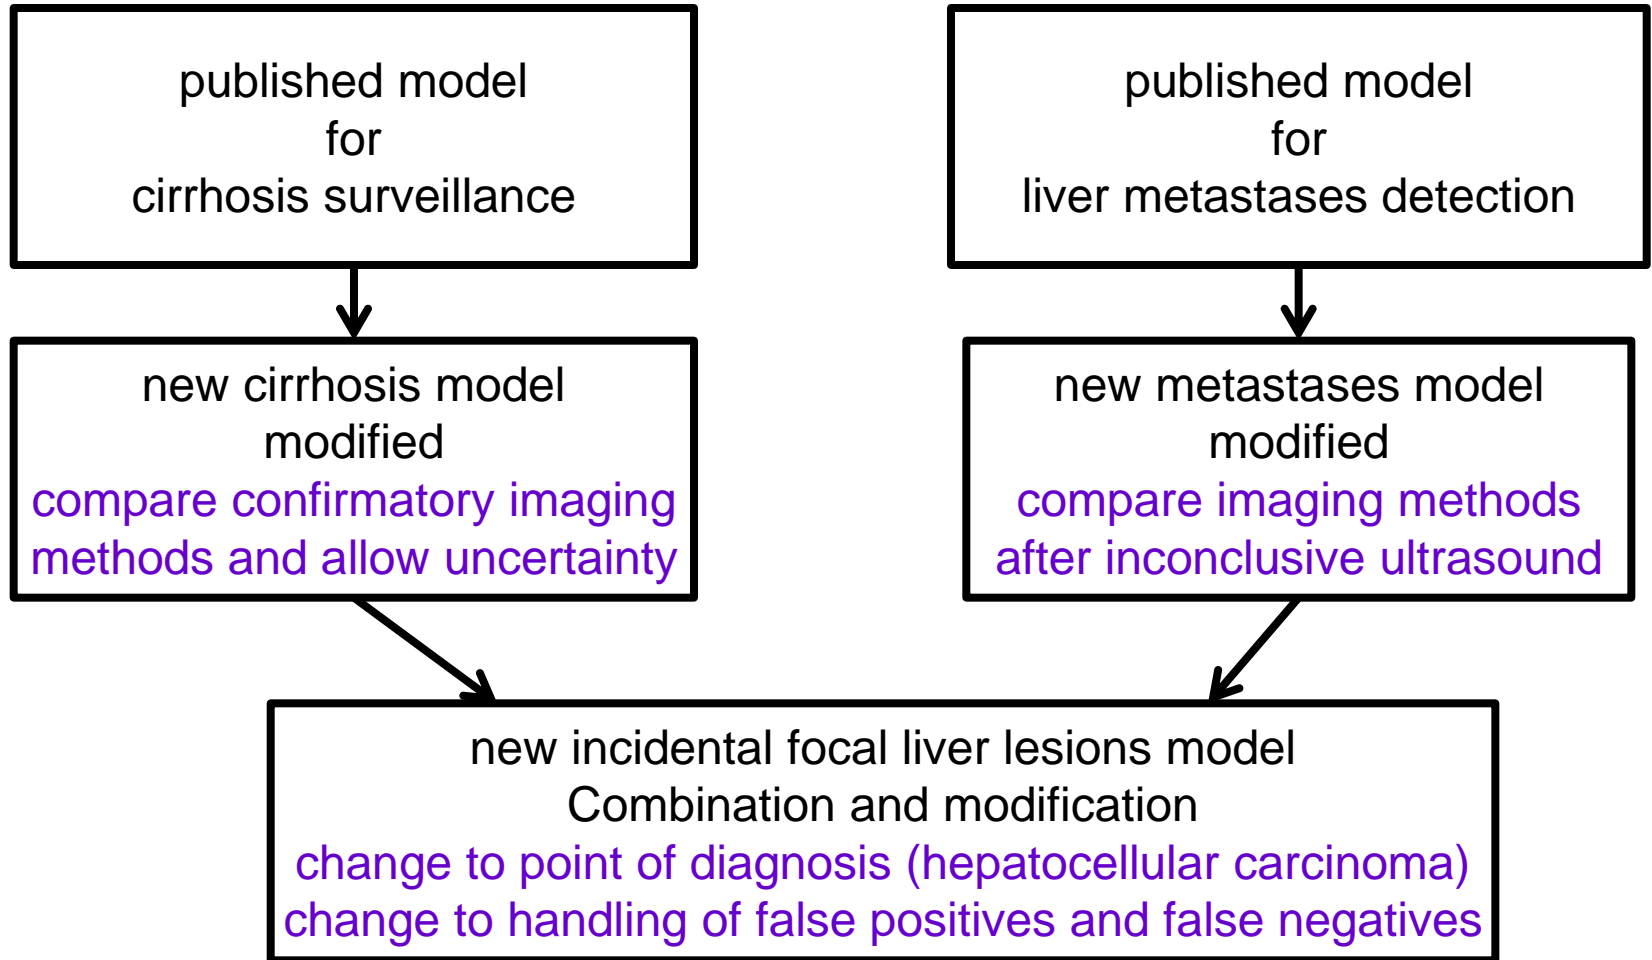 published model
for
cirrhosis surveillance
published model
for
liver metastases detection
new cirrhosis model
modified
compare confirmatory imaging
methods and allow uncertainty
new metastases model
modified
compare imaging methods
after inconclusive ultrasound
new incidental focal liver lesions model
Combination and modification
change to point of diagnosis (hepatocellular carcinoma)
change to handling of false positives and false negatives